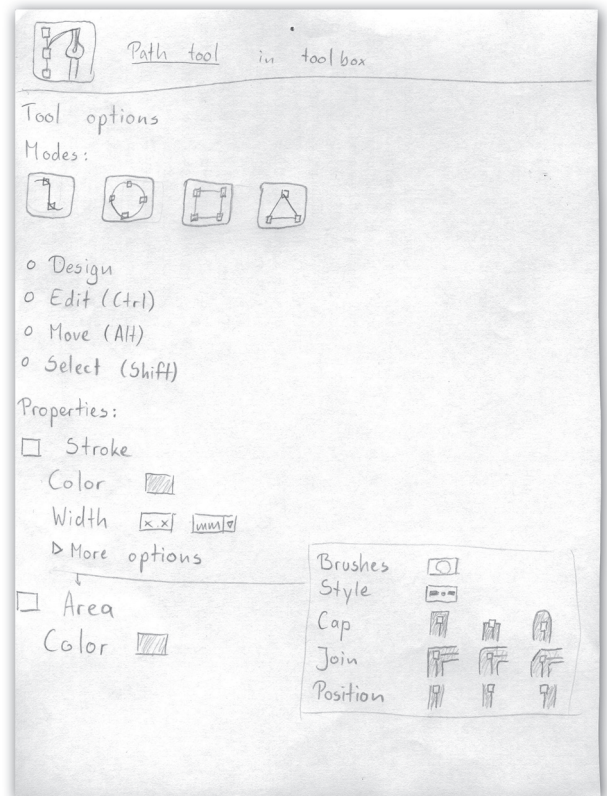 Path tool in toolbox
Tool options
Modes:
Design
Edit (Ctrl)
Move (Alt)
Select (Shift)
Properties:
Stroke
Color
Width x.x mm
More options
Area
Color
Brushes
Style
Cap
Join
Position